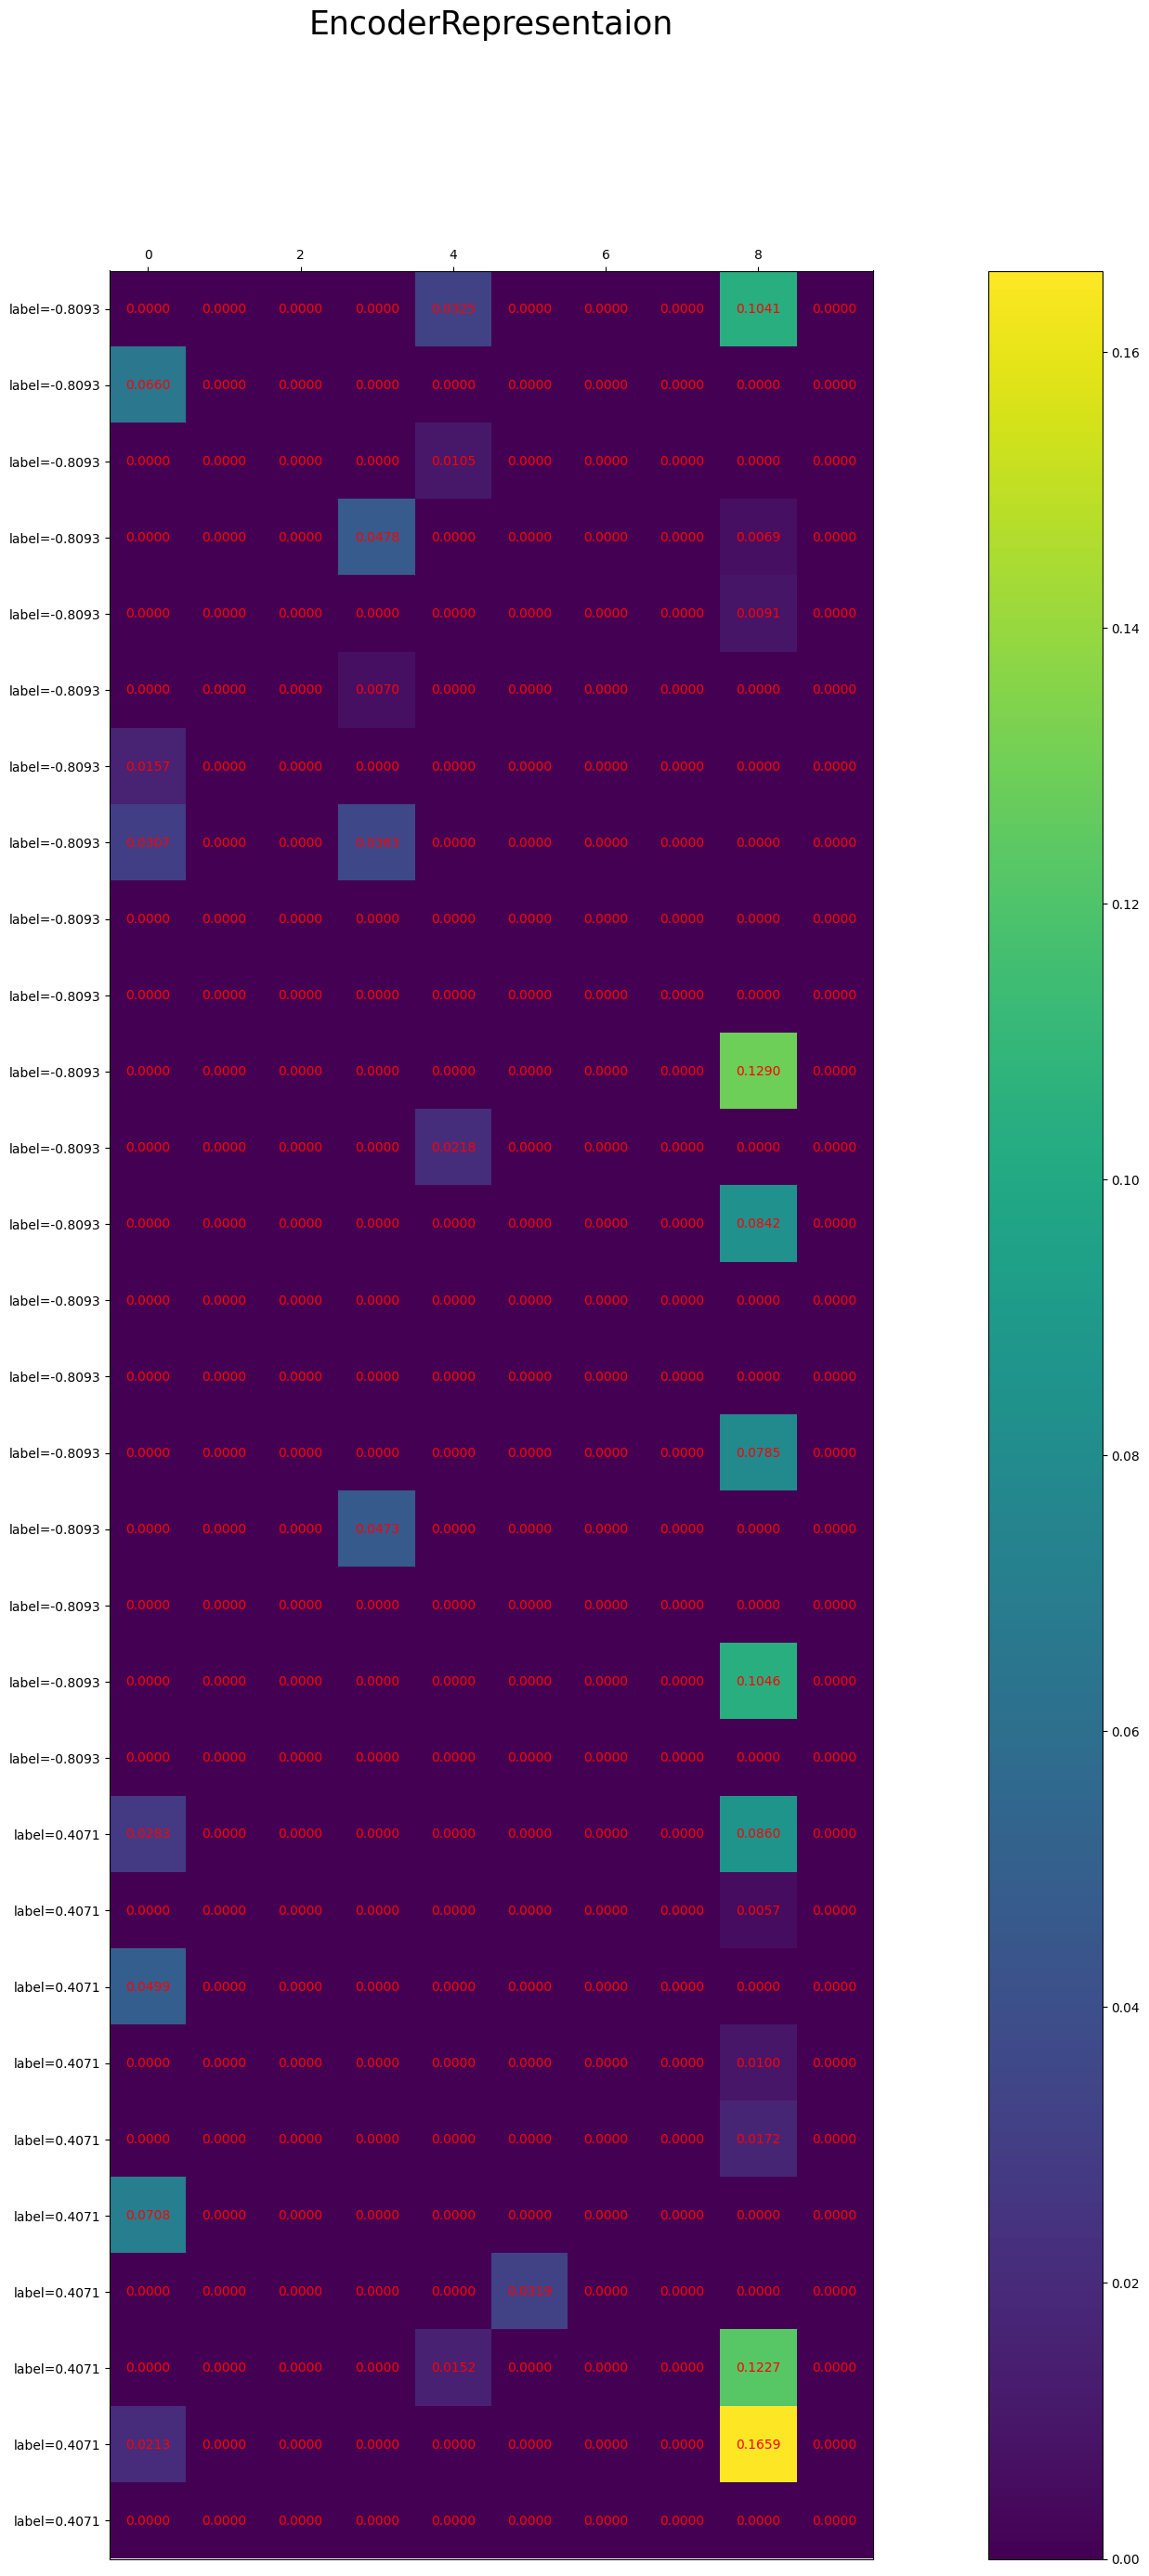 EncoderRepresentaion
0 2 4 6 8
label=-0.8093 0.0000 0.0000 0.0000 0.0000 0.0325 0.0000 0.0000 0.0000 0.1041 0.0000
label=-0.8093 0.0660 0.0000 0.0000 0.0000 0.0000 0.0000 0.0000 0.0000 0.0000 0.0000
0.16
label=-0.8093 0.0000 0.0000 0.0000 0.0000 0.0105 0.0000 0.0000 0.0000 0.0000 0.0000
label=-0.8093 0.0000 0.0000 0.0000 0.0478 0.0000 0.0000 0.0000 0.0000 0.0069 0.0000
label=-0.8093 0.0000 0.0000 0.0000 0.0000 0.0000 0.0000 0.0000 0.0000 0.0091 0.0000
0.14
label=-0.8093 0.0000 0.0000 0.0000 0.0070 0.0000 0.0000 0.0000 0.0000 0.0000 0.0000
label=-0.8093 0.0157 0.0000 0.0000 0.0000 0.0000 0.0000 0.0000 0.0000 0.0000 0.0000
label=-0.8093 0.0000 0.0000 0.0000 0.0000 0.0000 0.0000 0.0000 0.0000
0.12
label=-0.8093 0.0000 0.0000 0.0000 0.0000 0.0000 0.0000 0.0000 0.0000 0.0000 0.0000
label=-0.8093 0.0000 0.0000 0.0000 0.0000 0.0000 0.0000 0.0000 0.0000 0.0000 0.0000
label=-0.8093 0.0000 0.0000 0.0000 0.0000 0.0000 0.0000 0.0000 0.0000 0.1290 0.0000
label=-0.8093 0.0000 0.0000 0.0000 0.0000 0.0218 0.0000 0.0000 0.0000 0.0000 0.0000
0.10
label=-0.8093 0.0000 0.0000 0.0000 0.0000 0.0000 0.0000 0.0000 0.0000 0.0842 0.0000
label=-0.8093 0.0000 0.0000 0.0000 0.0000 0.0000 0.0000 0.0000 0.0000 0.0000 0.0000
label=-0.8093 0.0000 0.0000 0.0000 0.0000 0.0000 0.0000 0.0000 0.0000 0.0000 0.0000
label=-0.8093 0.0000 0.0000 0.0000 0.0000 0.0000 0.0000 0.0000 0.0000 0.0785 0.0000
0.08
label=-0.8093 0.0000 0.0000 0.0000 0.0473 0.0000 0.0000 0.0000 0.0000 0.0000 0.0000
label=-0.8093 0.0000 0.0000 0.0000 0.0000 0.0000 0.0000 0.0000 0.0000 0.0000 0.0000
label=-0.8093 0.0000 0.0000 0.0000 0.0000 0.0000 0.0000 0.0000 0.0000 0.1046 0.0000
0.06
label=-0.8093 0.0000 0.0000 0.0000 0.0000 0.0000 0.0000 0.0000 0.0000 0.0000 0.0000
label=0.4071 0.0283 0.0000 0.0000 0.0000 0.0000 0.0000 0.0000 0.0000 0.0860 0.0000
label=0.4071 0.0000 0.0000 0.0000 0.0000 0.0000 0.0000 0.0000 0.0000 0.0057 0.0000
label=0.4071 0.0499 0.0000 0.0000 0.0000 0.0000 0.0000 0.0000 0.0000 0.0000 0.0000
0.04
label=0.4071 0.0000 0.0000 0.0000 0.0000 0.0000 0.0000 0.0000 0.0000 0.0100 0.0000
label=0.4071 0.0000 0.0000 0.0000 0.0000 0.0000 0.0000 0.0000 0.0000 0.0172 0.0000
label=0.4071 0.0708 0.0000 0.0000 0.0000 0.0000 0.0000 0.0000 0.0000 0.0000 0.0000
0.02
label=0.4071 0.0000 0.0000 0.0000 0.0000 0.0000 0.0000 0.0000 0.0000 0.0000
label=0.4071 0.0000 0.0000 0.0000 0.0000 0.0152 0.0000 0.0000 0.0000 0.1227 0.0000
label=0.4071 0.0213 0.0000 0.0000 0.0000 0.0000 0.0000 0.0000 0.0000 0.1659 0.0000
label=0.4071 0.0000 0.0000 0.0000 0.0000 0.0000 0.0000 0.0000 0.0000 0.0000 0.0000
0.00